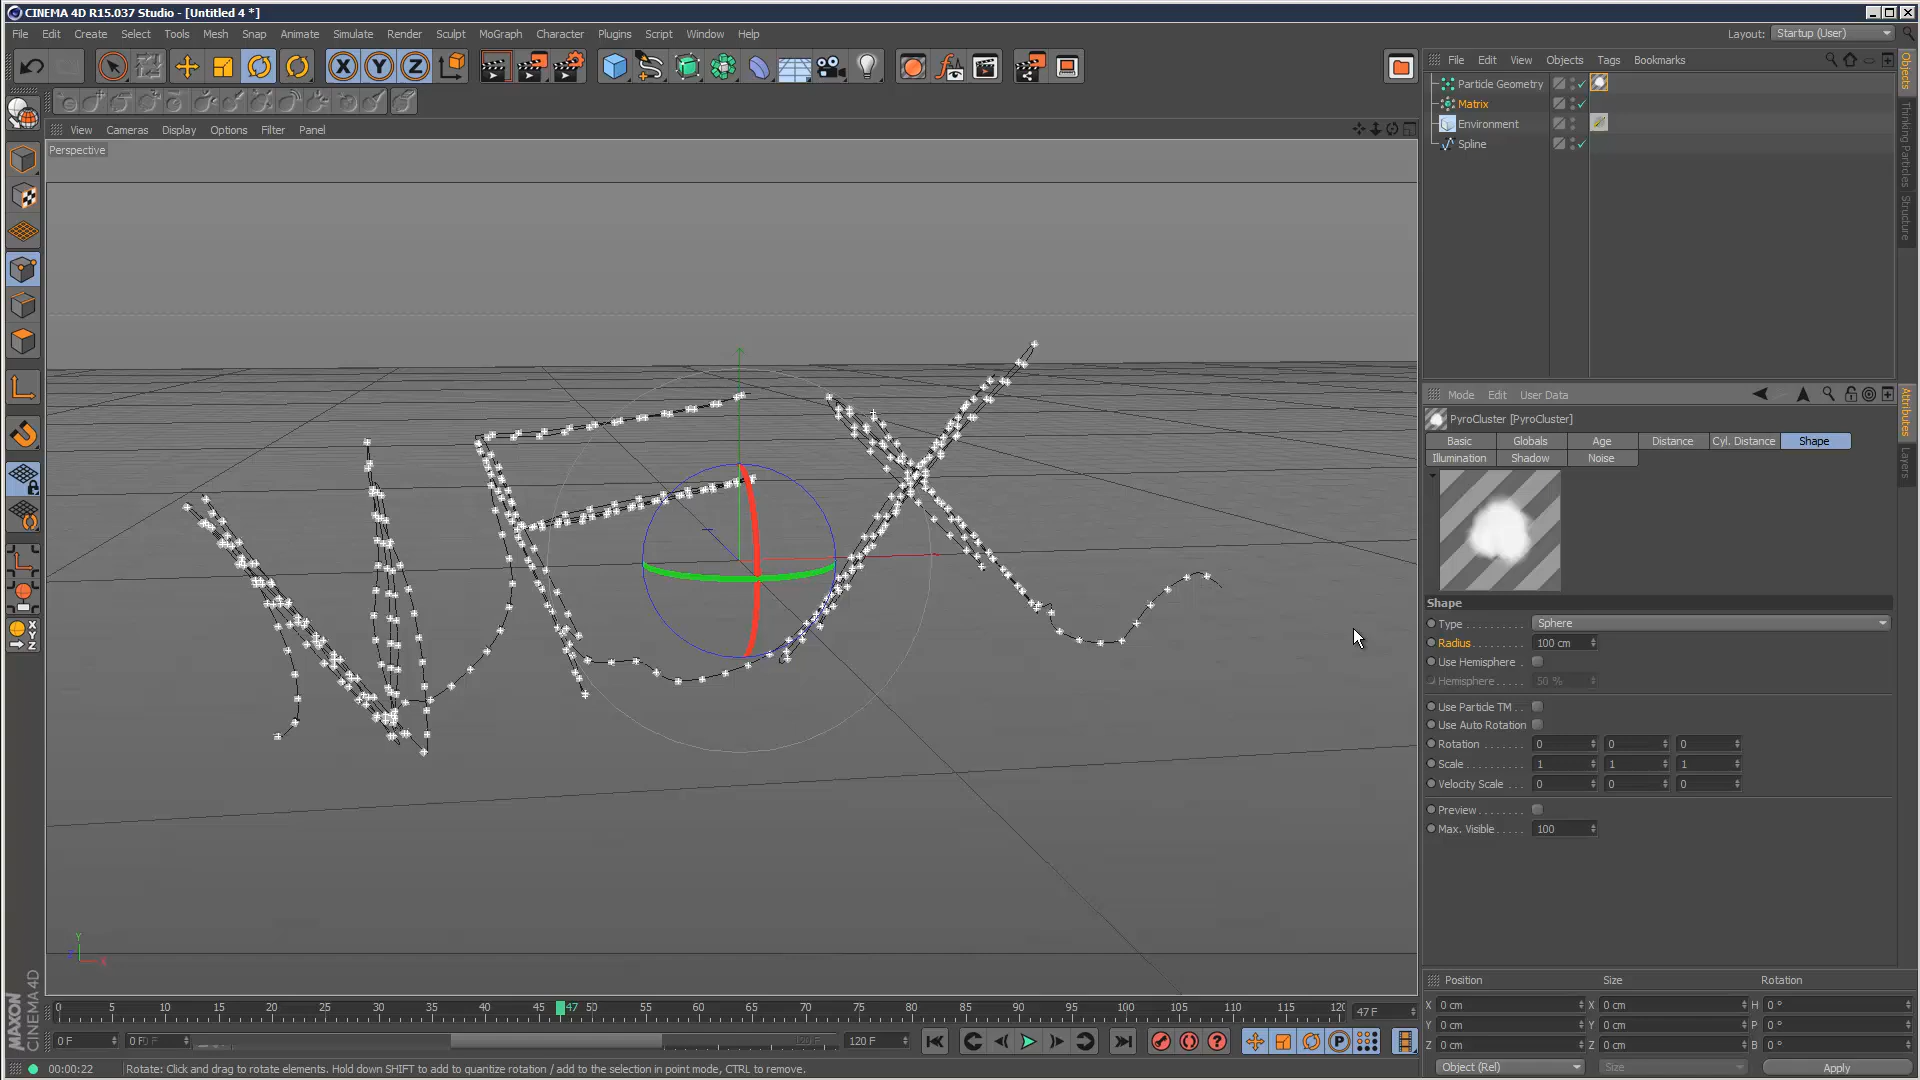 CINEMA 4D R15.037 Studio - [Untitled 4 *]
File Edit Create Select Tools Mesh Snap Animate Simulate Render Sculpt MoGraph Character Plugins Script Window Help
Layout: Startup (User)
File Edit View Objects Tags Bookmarks
Particle Geometry
Matrix
Environment
Spline
Objects
Thinking Particles
Structure
View Cameras Display Options Filter Panel
Perspective
Mode Edit User Data
PyroCluster [PyroCluster]
Basic Globals Age Distance Cyl. Distance Shape
Illumination Shadow Noise
Attributes
Layers
Shape
Type Sphere
Radius 100 cm
Use Hemisphere
Hemisphere 50 %
Use Particle TM
Use Auto Rotation
Rotation 0 0 0
Scale 1 1 1
Velocity Scale 0 0 0
Preview
Max. Visible 100
X Y Z
X
Y
Z
Y
X
0 5 10 15 20 25 30 35 40 45 47 50 55 60 65 70 75 80 85 90 95 100 105 110 115 120
47 F
0 F 0 F 120 F
Position Size Rotation
X 0 cm X 0 cm H 0 °
Y 0 cm Y 0 cm P 0 °
Z 0 cm Z 0 cm B 0 °
Object (Rel) Size Apply
MAXON
CINEMA 4D
00:00:22 Rotate: Click and drag to rotate elements. Hold down SHIFT to add to quantize rotation / add to the selection in point mode, CTRL to remove.